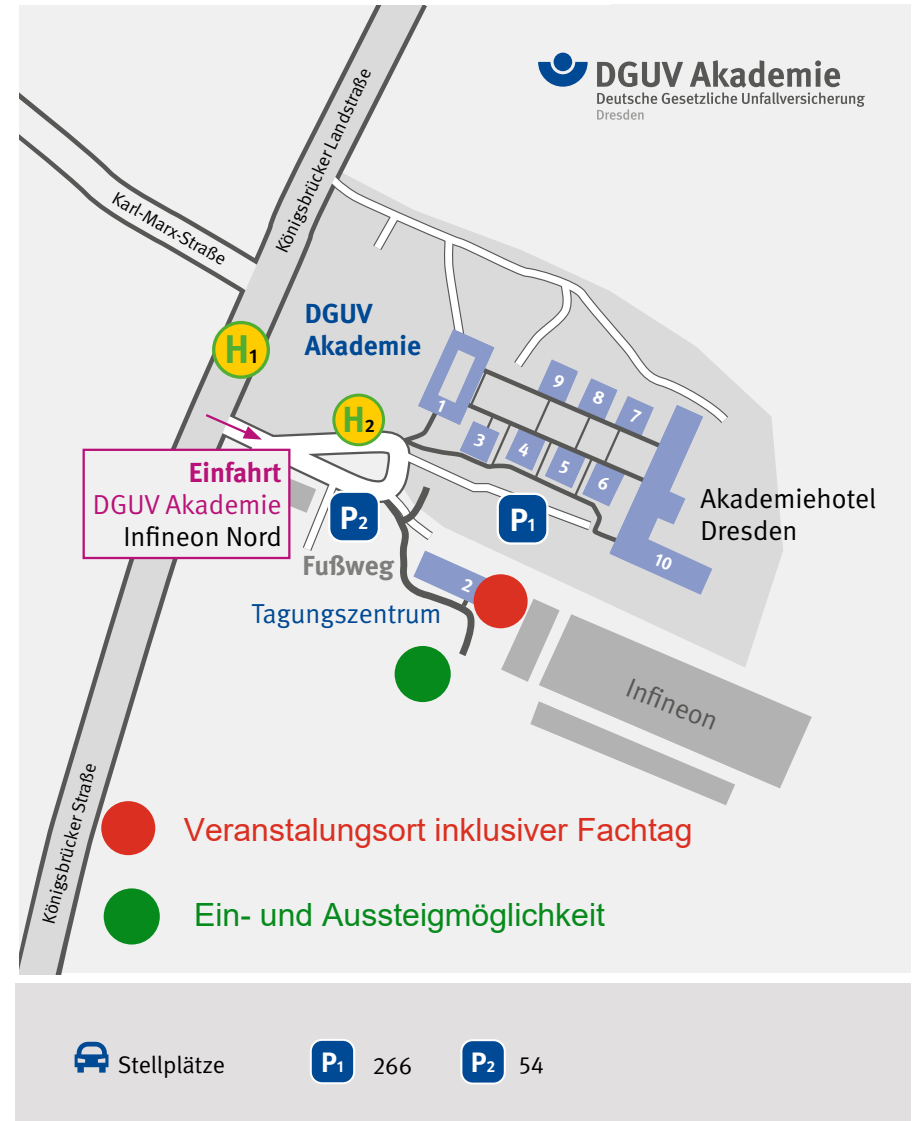 DGUV Akademie
Deutsche Gesetzliche Unfallversicherung
Dresden
Königsbrücker Landstraße
Karl-Marx-Straße
DGUV
Akademie
H1
H2
1
9
8
7
3
4
5
6
10
Einfahrt
DGUV Akademie
Infineon Nord
P2
P1
Akademiehotel
Dresden
Fußweg
2
Tagungszentrum
Infineon
Königsbrücker Straße
Veranstalungsort inklusiver Fachtag
Ein- und Aussteigmöglichkeit
Stellplätze P1 266 P2 54